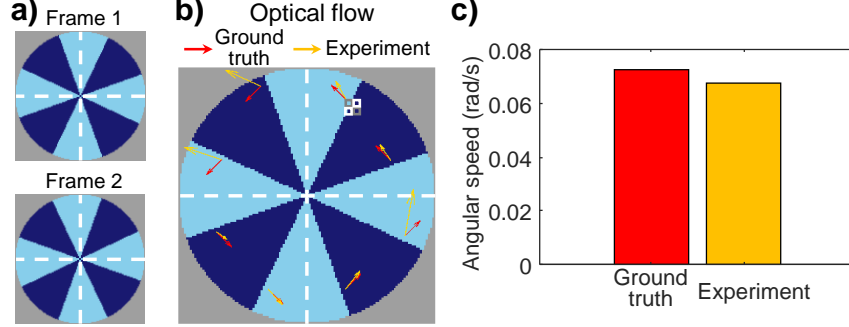 a)
Frame 1
Frame 2
b)
Optical flow
Ground
truth
Experiment
c)
Angular speed (rad/s)
0.08
0.06
0.04
0.02
0
Ground
truth
Experiment